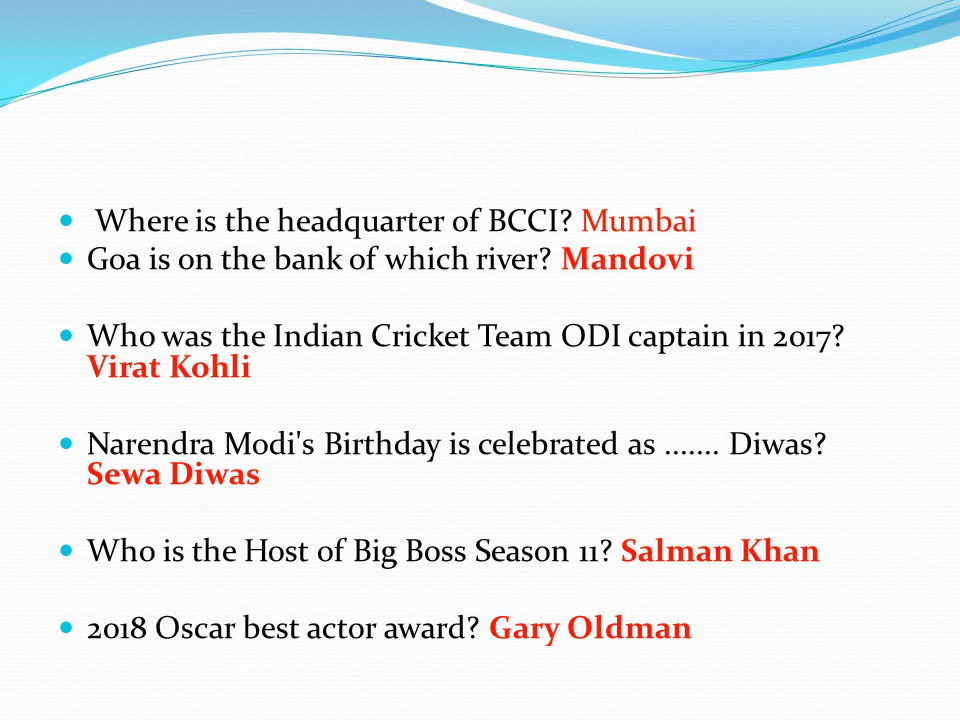 • Where is the headquarter of BCCI? Mumbai
• Goa is on the bank of which river? Mandovi
• Who was the Indian Cricket Team ODI captain in 2017?
Virat Kohli
• Narendra Modi's Birthday is celebrated as ....... Diwas?
Sewa Diwas
• Who is the Host of Big Boss Season 11? Salman Khan
• 2018 Oscar best actor award? Gary Oldman